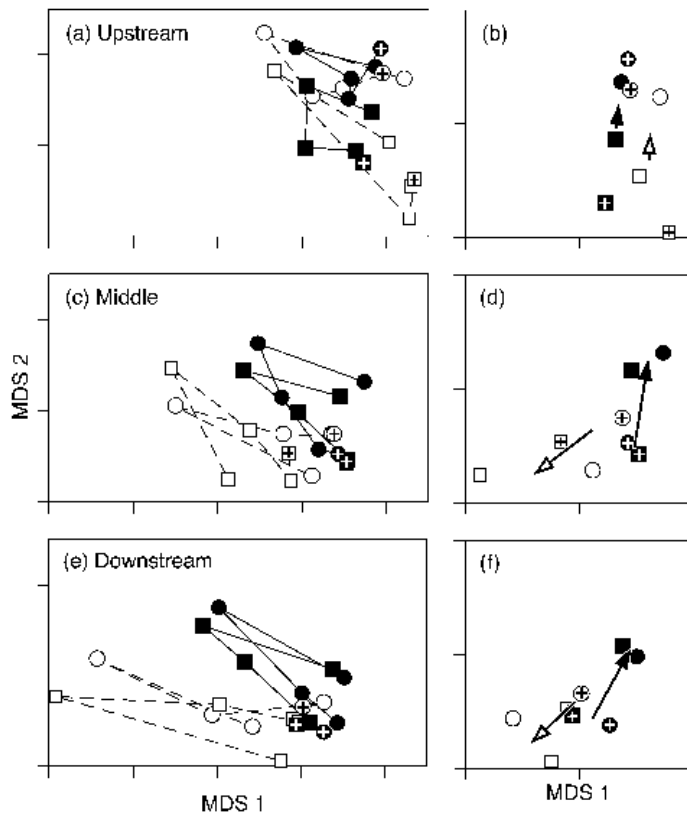 (a) Upstream
(b)
(c) Middle
(d)
MDS 2
(e) Downstream
(f)
MDS 1
MDS 1